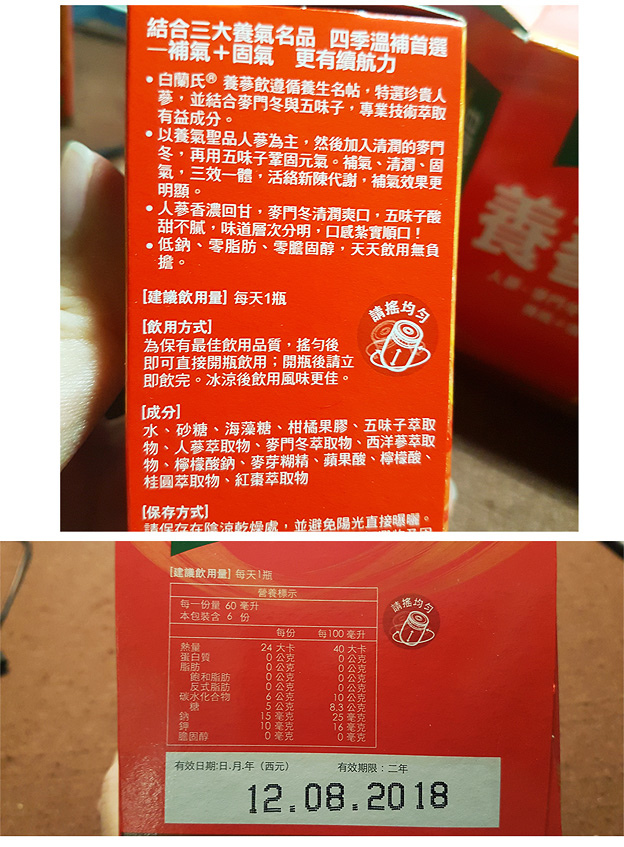 結合三大養氣名品 四季溫補首選
一補氣＋固氣 更有續航力
• 白蘭氏® 養蔘飲遵循養生名帖，特選珍貴人
蔘，並結合麥門冬與五味子，專業技術萃取
有益成分。
• 以養氣聖品人蔘為主，然後加入清潤的麥門
冬，再用五味子鞏固元氣。補氣、清潤、固
氣，三效一體，活絡新陳代謝，補氣效果更
明顯。
• 人蔘香濃回甘，麥門冬清潤爽口，五味子酸
甜不膩，味道層次分明，口感紮實順口！
• 低鈉、零脂肪、零膽固醇，天天飲用無負
擔。
[建議飲用量] 每天1瓶
請搖均勻
[飲用方式]
為保有最佳飲用品質，搖勻後
即可直接開瓶飲用；開瓶後請立
即飲完。冰涼後飲用風味更佳。
[成分]
水、砂糖、海藻糖、柑橘果膠、五味子萃取
物、人蔘萃取物、麥門冬萃取物、西洋蔘萃取
物、檸檬酸鈉、麥芽糊精、蘋果酸、檸檬酸、
桂圓萃取物、紅棗萃取物
[保存方式]
請保存在陰涼乾燥處，並避免陽光直接曝曬。
養蔘
[建議飲用量] 每天1瓶
請搖均勻
營養標示
每一份量 60 毫升
本包裝含 6 份
每份 每100 毫升
熱量 24 大卡 40 大卡
蛋白質 0 公克 0 公克
脂肪 0 公克 0 公克
飽和脂肪 0 公克 0 公克
反式脂肪 0 公克 0 公克
碳水化合物 6 公克 10 公克
糖 5 公克 8.3 公克
鈉 15 毫克 25 毫克
鉀 10 毫克 16 毫克
膽固醇 0 毫克 0 毫克
有效日期:日.月.年（西元） 有效期限：二年
12.08.2018